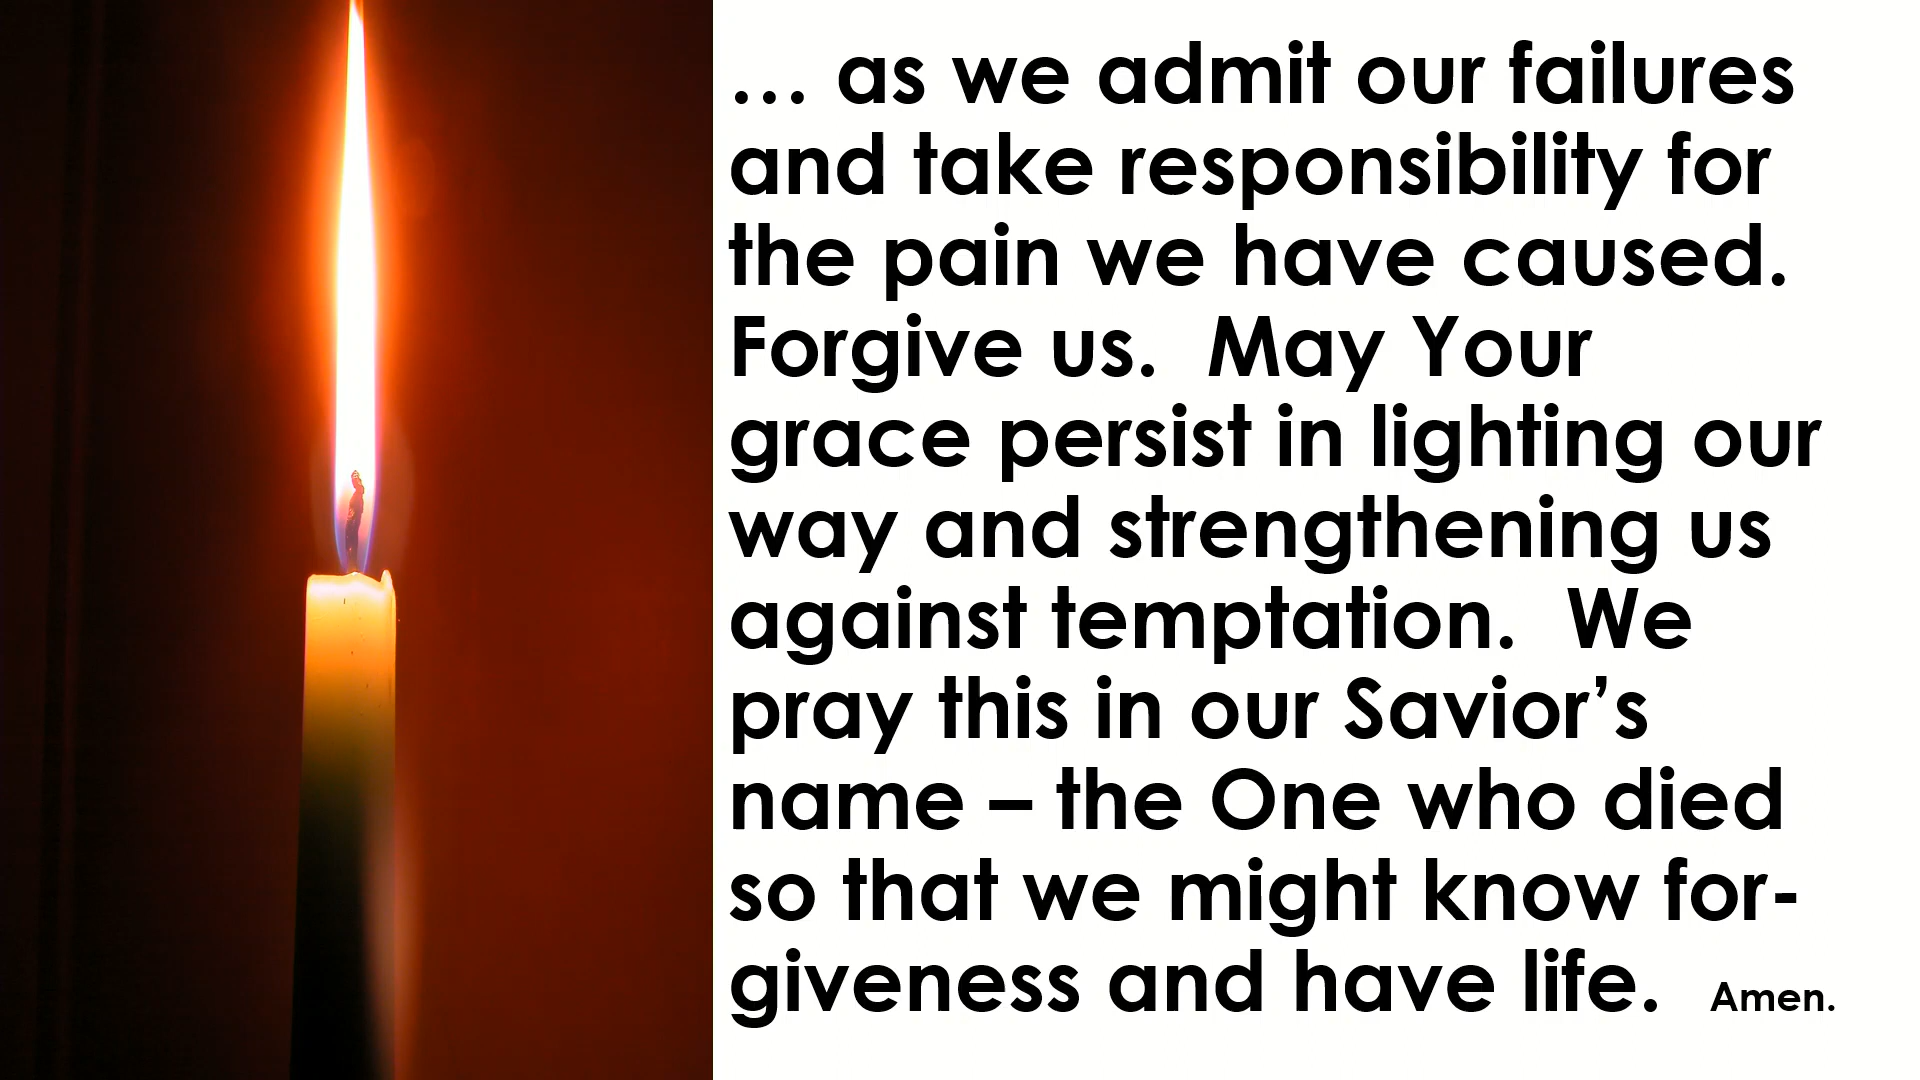 … as we admit our failures
and take responsibility for
the pain we have caused.
Forgive us.  May Your
grace persist in lighting our
way and strengthening us
against temptation.  We
pray this in our Savior’s
name – the One who died
so that we might know for-
giveness and have life.  Amen.